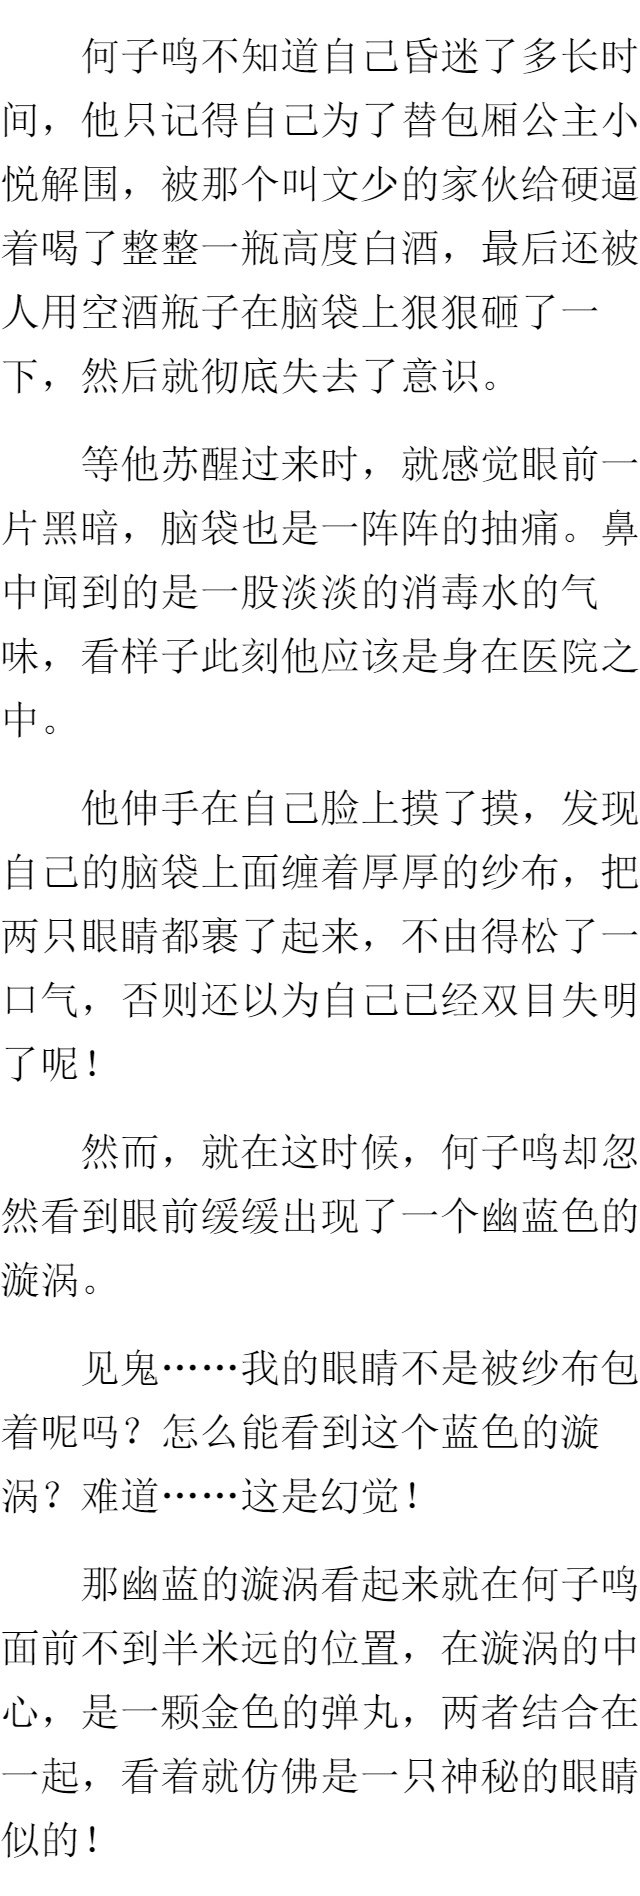 何子鸣不知道自己昏迷了多长时
间，他只记得自己为了替包厢公主小
悦解围，被那个叫文少的家伙给硬逼
着喝了整整一瓶高度白酒，最后还被
人用空酒瓶子在脑袋上狠狠砸了一
下，然后就彻底失去了意识。
等他苏醒过来时，就感觉眼前一
片黑暗，脑袋也是一阵阵的抽痛。鼻
中闻到的是一股淡淡的消毒水的气
味，看样子此刻他应该是身在医院之
中。
他伸手在自己脸上摸了摸，发现
自己的脑袋上面缠着厚厚的纱布，把
两只眼睛都裹了起来，不由得松了一
口气，否则还以为自己已经双目失明
了呢！
然而，就在这时候，何子鸣却忽
然看到眼前缓缓出现了一个幽蓝色的
漩涡。
见鬼……我的眼睛不是被纱布包
着呢吗？怎么能看到这个蓝色的漩
涡？难道……这是幻觉！
那幽蓝的漩涡看起来就在何子鸣
面前不到半米远的位置，在漩涡的中
心，是一颗金色的弹丸，两者结合在
一起，看着就仿佛是一只神秘的眼睛
似的！